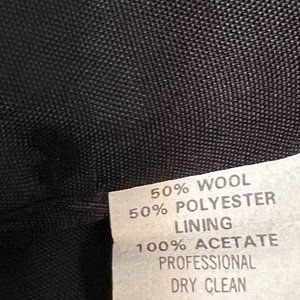 50% WOOL
50% POLYESTER
LINING
100% ACETATE
PROFESSIONAL
DRY CLEAN